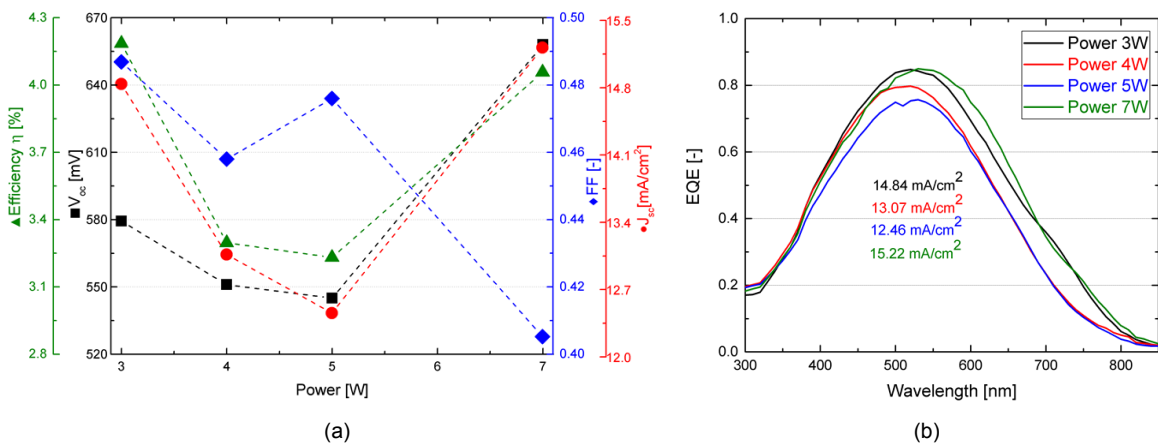 4.3
4.0
3.7
3.4
3.1
2.8
▲Efficiency η [%]
670
640
610
580
550
520
■V_oc [mV]
3
4
5
6
7
Power [W]
0.50
0.48
0.46
0.44
0.42
0.40
◆FF [-]
15.5
14.8
14.1
13.4
12.7
12.0
●J_sc[mA/cm²]
(a)
(b)
1.0
0.8
0.6
0.4
0.2
0.0
EQE [-]
Power 3W
Power 4W
Power 5W
Power 7W
14.84 mA/cm²
13.07 mA/cm²
12.46 mA/cm²
15.22 mA/cm²
300
400
500
600
700
800
Wavelength [nm]
(a)
(b)